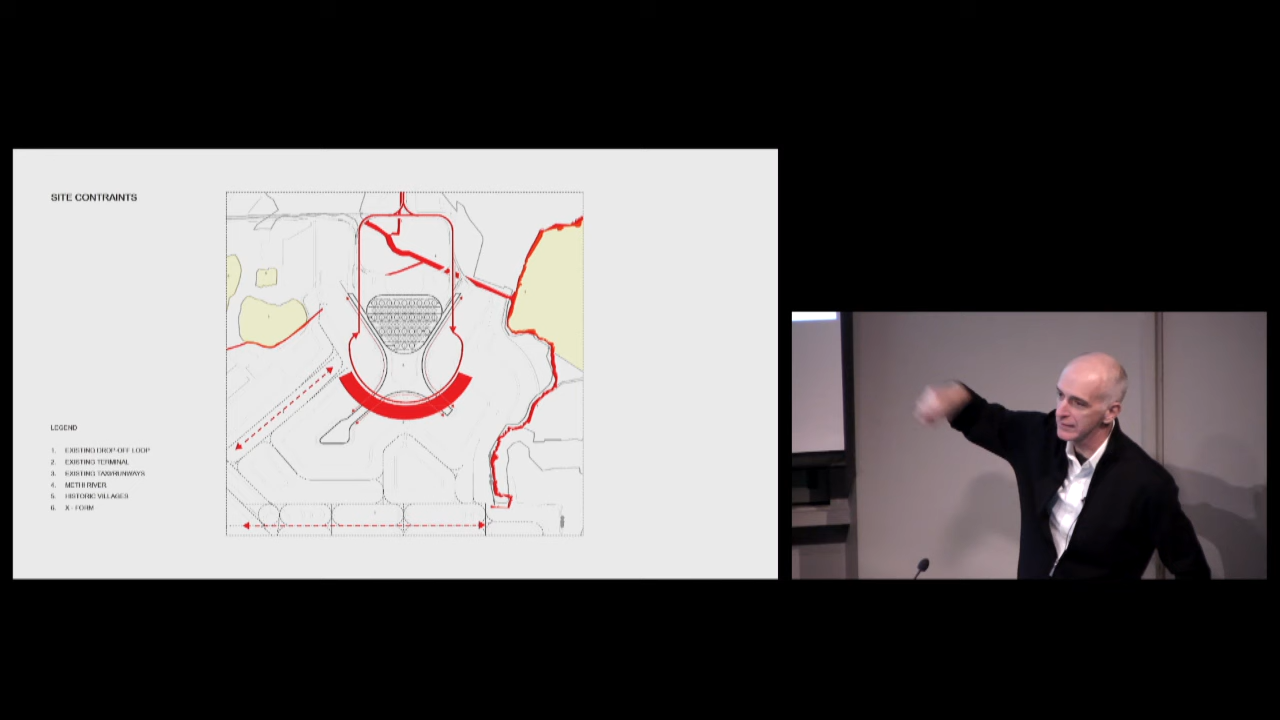 SITE CONTRAINTS
LEGEND
1. EXISTING DROP-OFF LOOP
2. EXISTING TERMINAL
3. EXISTING TAXI/RUNWAYS
4. METHI RIVER
5. HISTORIC VILLAGES
6. X - FORM